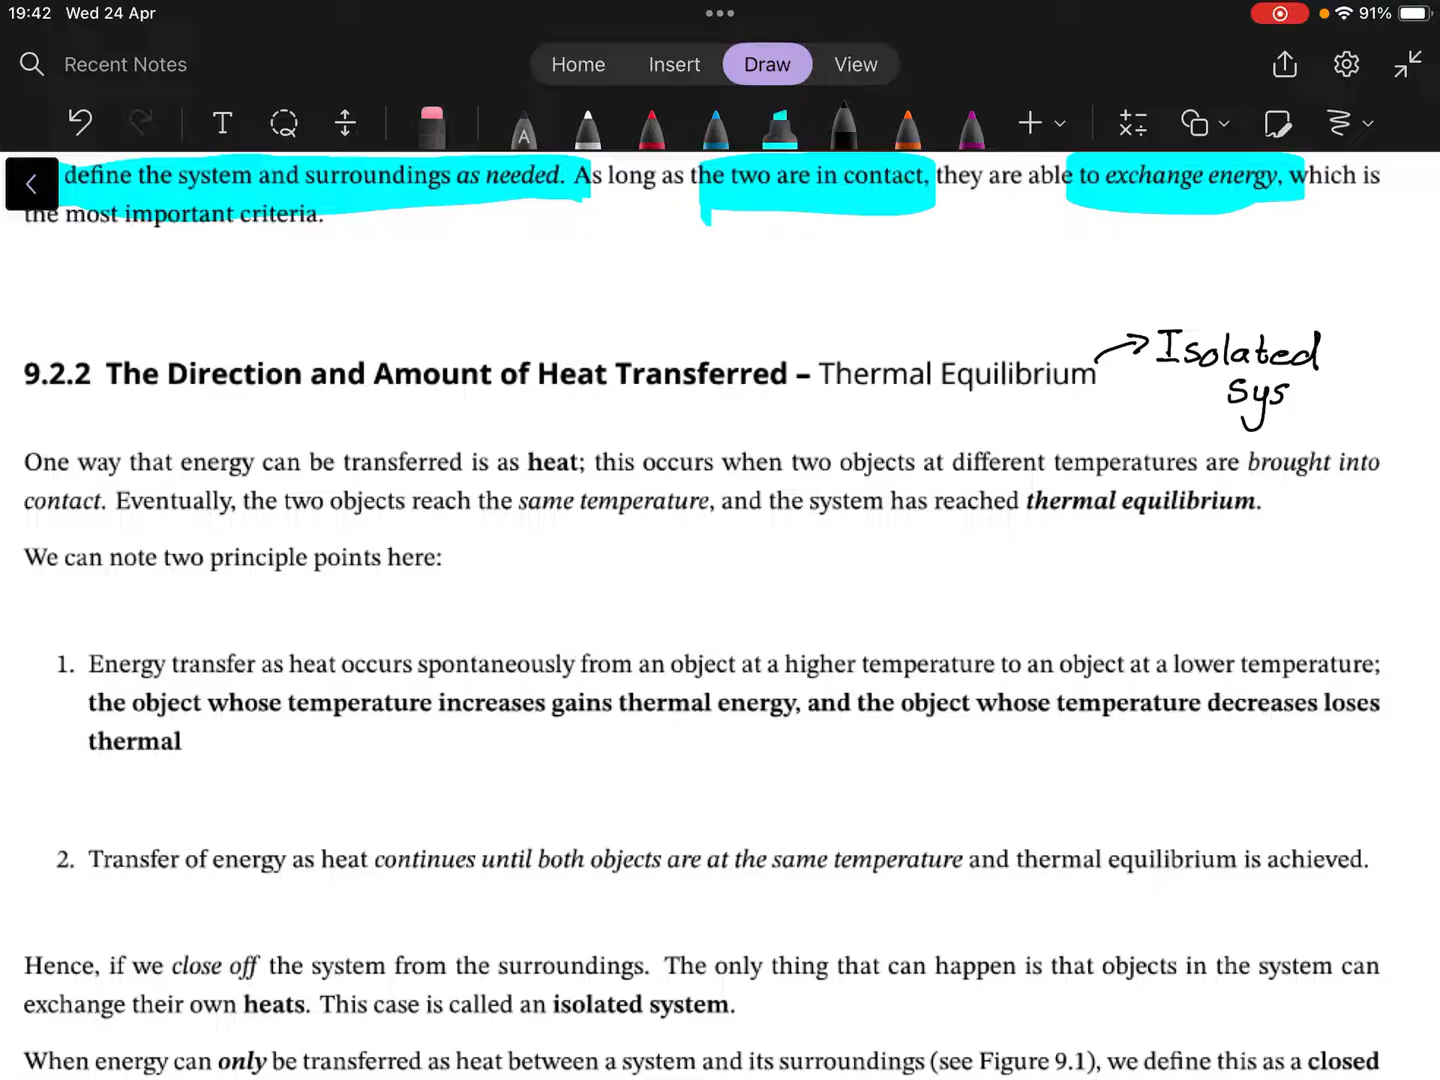 19:42 Wed 24 Apr
91%
Recent Notes
Home Insert Draw View
T
A
define the system and surroundings as needed. As long as the two are in contact, they are able to exchange energy, which is
the most important criteria.
Isolated
Sys
9.2.2 The Direction and Amount of Heat Transferred – Thermal Equilibrium
One way that energy can be transferred is as heat; this occurs when two objects at different temperatures are brought into
contact. Eventually, the two objects reach the same temperature, and the system has reached thermal equilibrium.
We can note two principle points here:
1. Energy transfer as heat occurs spontaneously from an object at a higher temperature to an object at a lower temperature;
the object whose temperature increases gains thermal energy, and the object whose temperature decreases loses
thermal
2. Transfer of energy as heat continues until both objects are at the same temperature and thermal equilibrium is achieved.
Hence, if we close off the system from the surroundings. The only thing that can happen is that objects in the system can
exchange their own heats. This case is called an isolated system.
When energy can only be transferred as heat between a system and its surroundings (see Figure 9.1), we define this as a closed